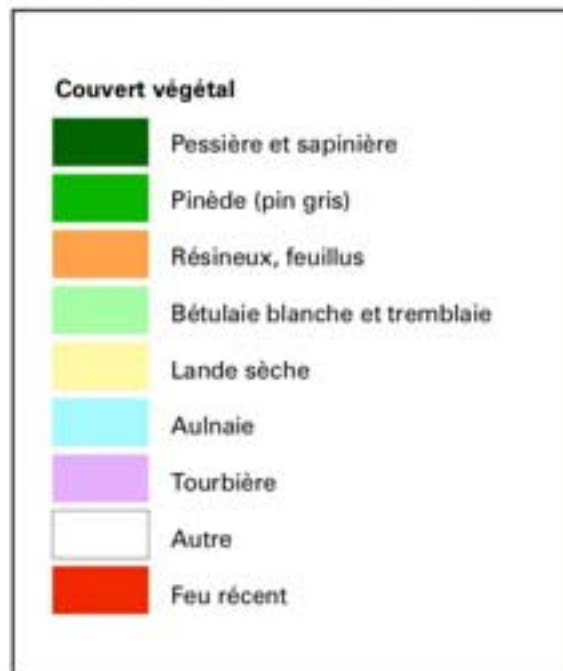 Couvert végétal
Pessière et sapinière
Pinède (pin gris)
Résineux, feuillus
Bétulaie blanche et tremblaie
Lande sèche
Aulnaie
Tourbière
Autre
Feu récent